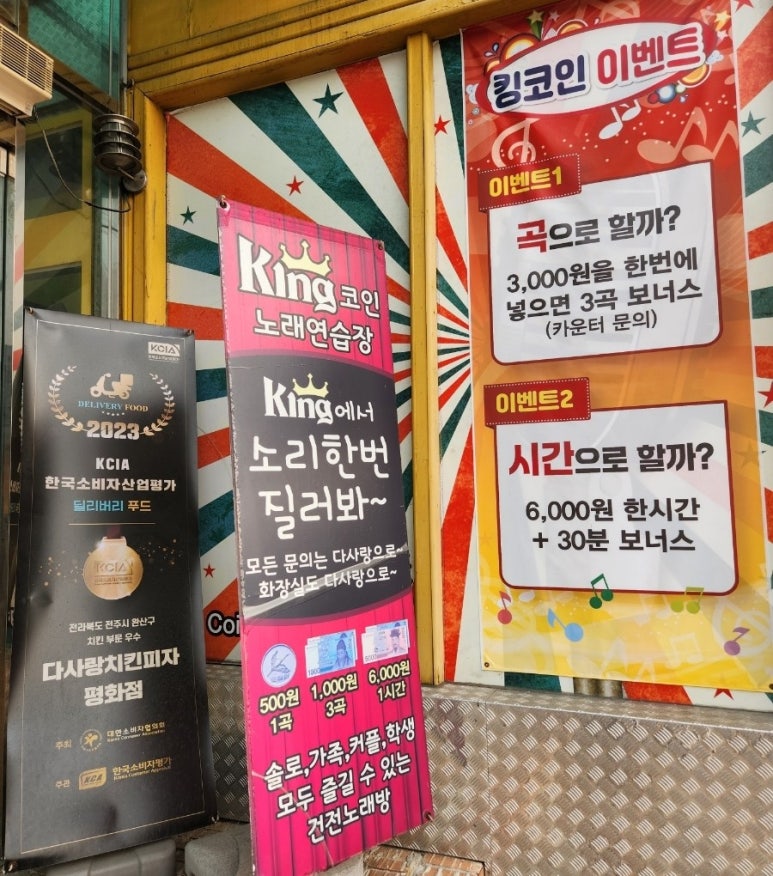 KCIA
DELIVERY FOOD
2023
KCIA
한국소비자산업평가
딜리버리 푸드
KCIA
전라북도 전주시 완산구
치킨 부문 우수
다사랑치킨피자
평화점
주최
대한소비자협의회
주관
KCA
한국소비자평가
King 코인
노래연습장
King에서
소리한번
질러봐~
모든 문의는 다사랑으로~
화장실도 다사랑으로~
500원
1곡
1,000원
3곡
6,000원
1시간
솔로,가족,커플,학생
모두 즐길 수 있는
건전노래방
Coi
킹코인 이벤트
이벤트1
곡으로 할까?
3,000원을 한번에
넣으면 3곡 보너스
(카운터 문의)
이벤트2
시간으로 할까?
6,000원 한시간
+ 30분 보너스